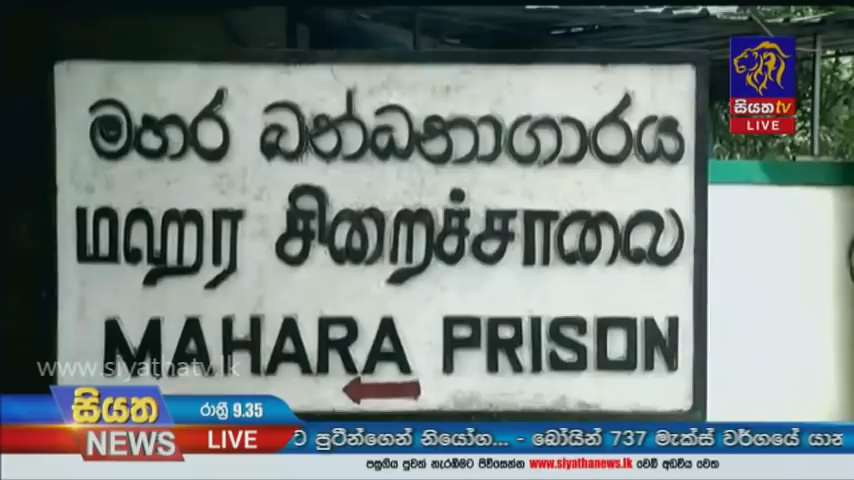 සියත tv
LIVE
මහර බන්ධනාගාරය
மஹர சிறைச்சாலை
MAHARA PRISON
www.siyathatv.lk
සියත රාත්‍රී 9.35
NEWS LIVE ට පුටින්ගෙන් නියෝග... - බෝයින් 737 මැක්ස් වර්ගයේ යාන
පසුගිය පුවත් නැරඹීමට පිවිසෙන්න www.siyathanews.lk වෙබ් අඩවිය වෙත